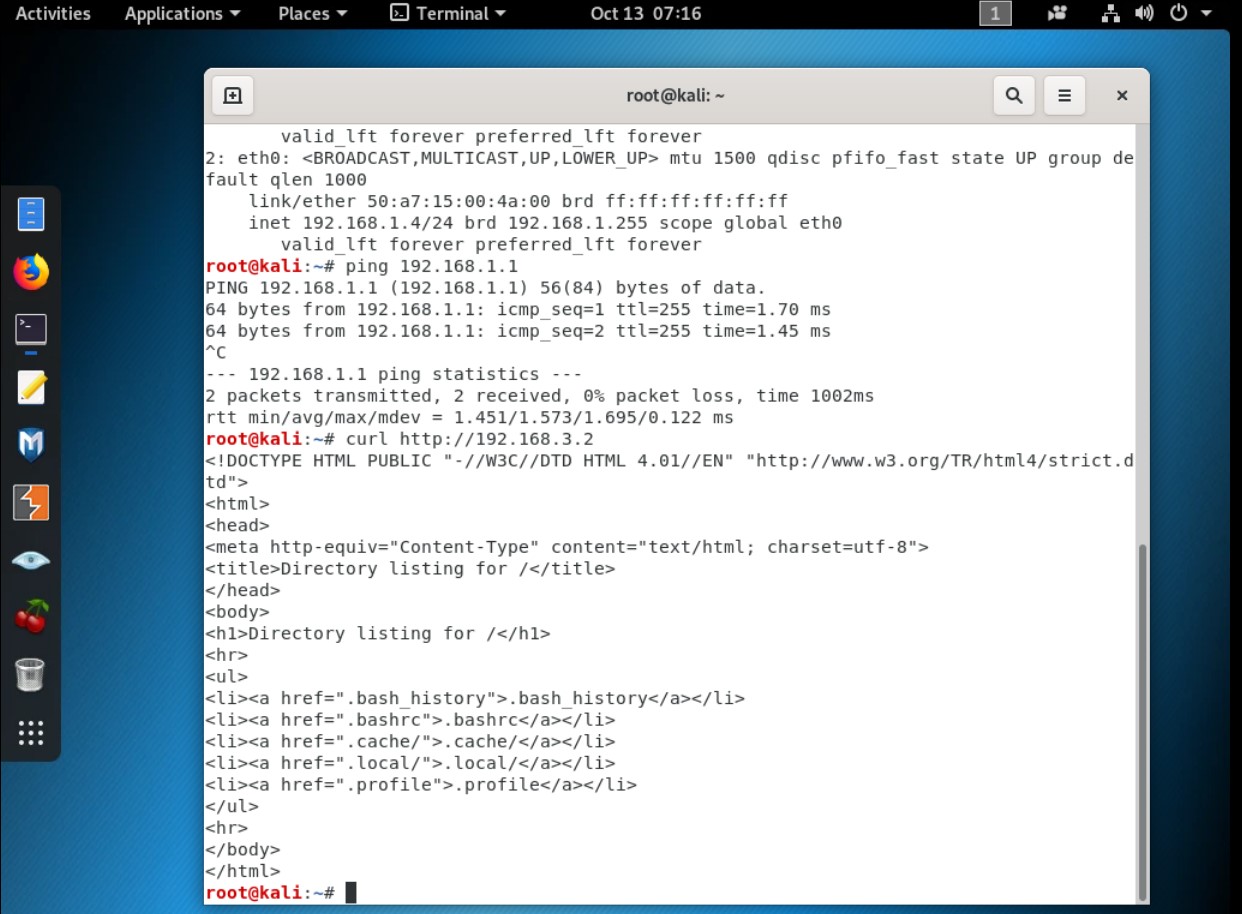 Activities Applications Places Terminal Oct 13 07:16 1
root@kali: ~
valid_lft forever preferred_lft forever
2: eth0: <BROADCAST,MULTICAST,UP,LOWER_UP> mtu 1500 qdisc pfifo_fast state UP group de
fault qlen 1000
link/ether 50:a7:15:00:4a:00 brd ff:ff:ff:ff:ff:ff
inet 192.168.1.4/24 brd 192.168.1.255 scope global eth0
valid_lft forever preferred_lft forever
root@kali:~# ping 192.168.1.1
PING 192.168.1.1 (192.168.1.1) 56(84) bytes of data.
64 bytes from 192.168.1.1: icmp_seq=1 ttl=255 time=1.70 ms
64 bytes from 192.168.1.1: icmp_seq=2 ttl=255 time=1.45 ms
^C
--- 192.168.1.1 ping statistics ---
2 packets transmitted, 2 received, 0% packet loss, time 1002ms
rtt min/avg/max/mdev = 1.451/1.573/1.695/0.122 ms
root@kali:~# curl http://192.168.3.2
<!DOCTYPE HTML PUBLIC "-//W3C//DTD HTML 4.01//EN" "http://www.w3.org/TR/html4/strict.d
td">
<html>
<head>
<meta http-equiv="Content-Type" content="text/html; charset=utf-8">
<title>Directory listing for /</title>
</head>
<body>
<h1>Directory listing for /</h1>
<hr>
<ul>
<li><a href=".bash_history">.bash_history</a></li>
<li><a href=".bashrc">.bashrc</a></li>
<li><a href=".cache/">.cache/</a></li>
<li><a href=".local/">.local/</a></li>
<li><a href=".profile">.profile</a></li>
</ul>
<hr>
</body>
</html>
root@kali:~#